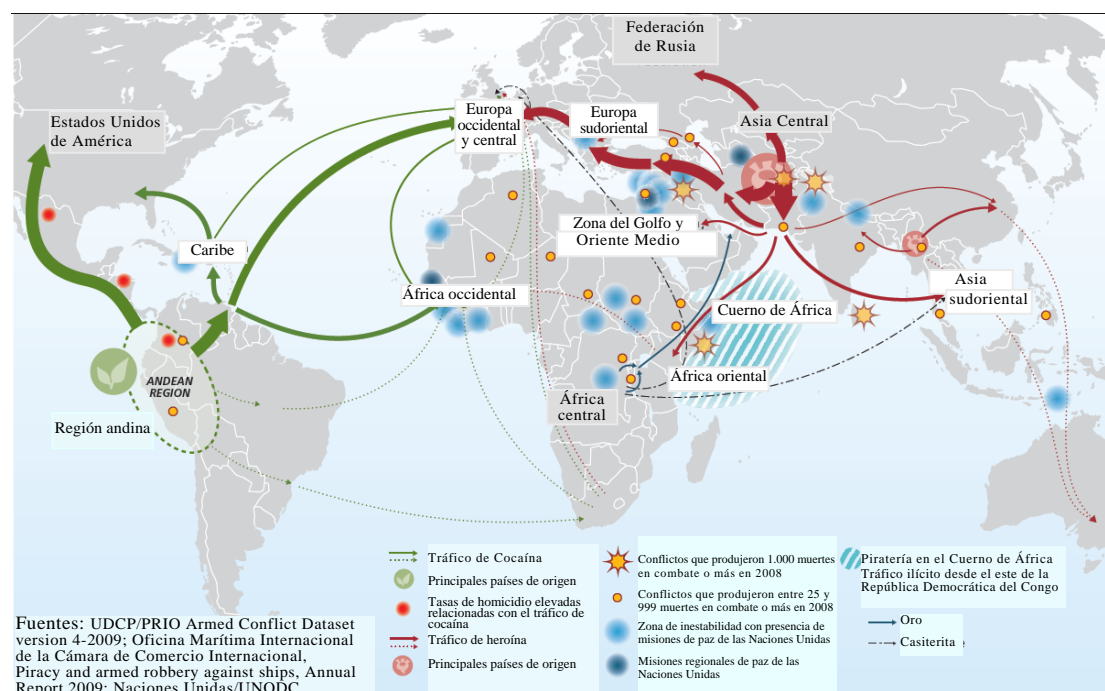 Federación
de Rusia
Estados Unidos
de América
Europa
occidental
y central
Europa
sudoriental
Asia Central
Caribe
Zona del Golfo y
Oriente Medio
África occidental
Cuerno de África
Asia
sudoriental
ANDEAN
REGION
África oriental
África
central
Región andina
Tráfico de Cocaína
Principales países de origen
Tasas de homicidio elevadas
relacionadas con el tráfico de
cocaína
Tráfico de heroína
Principales países de origen
Conflictos que produjeron 1.000 muertes
en combate o más en 2008
Conflictos que produjeron entre 25 y
999 muertes en combate o más en 2008
Zona de inestabilidad con presencia de
misiones de paz de las Naciones Unidas
Misiones regionales de paz de las
Naciones Unidas
Piratería en el Cuerno de África
Tráfico ilícito desde el este de la
República Democrática del Congo
Oro
Casiterita
Fuentes: UDCP/PRIO Armed Conflict Dataset
version 4-2009; Oficina Marítima Internacional
de la Cámara de Comercio Internacional,
Piracy and armed robbery against ships, Annual
Report 2009; Naciones Unidas/UNODC